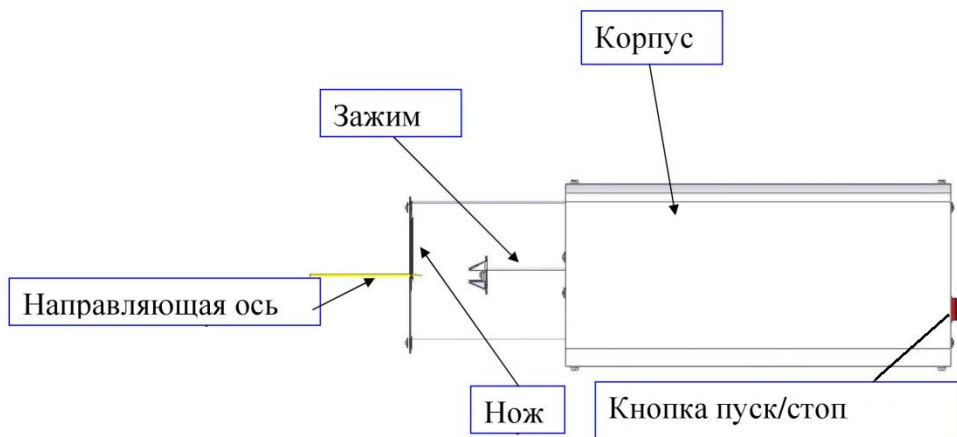 Корпус
Зажим
Направляющая ось
Нож
Кнопка пуск/стоп